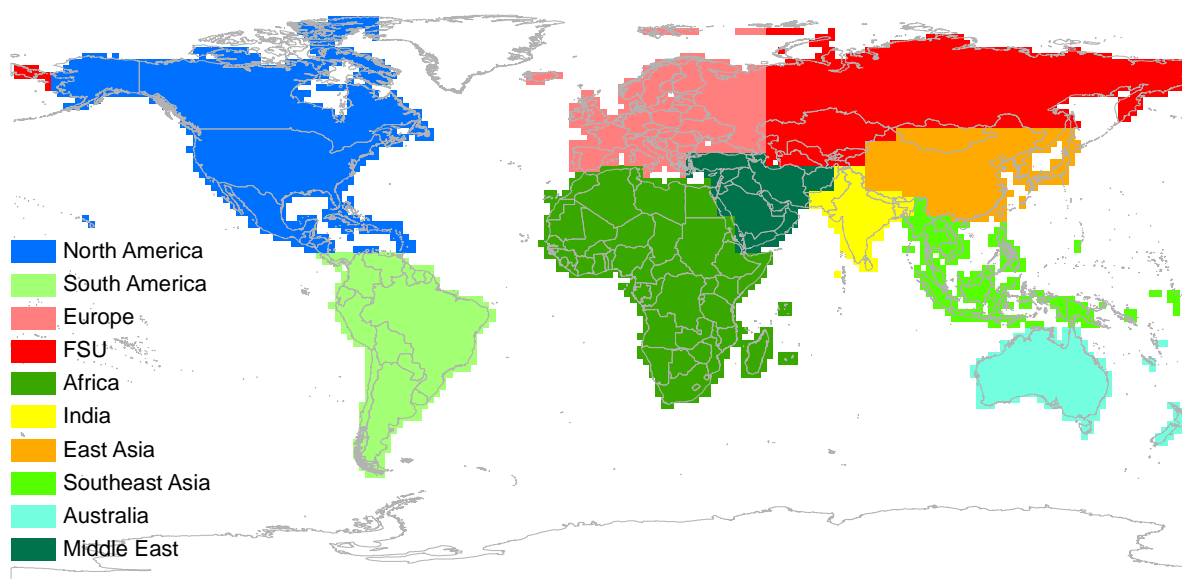 North America
South America
Europe
FSU
Africa
India
East Asia
Southeast Asia
Australia
Middle East